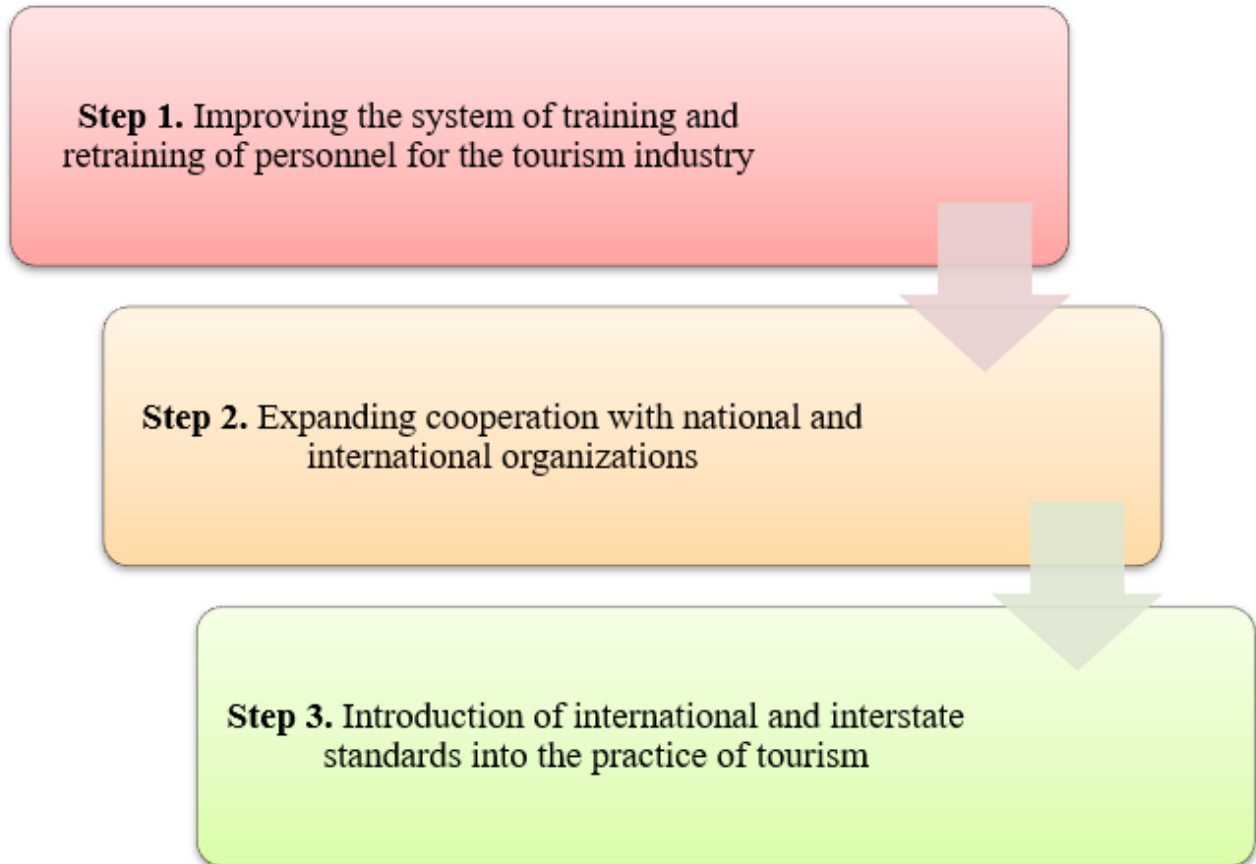 Step 1. Improving the system of training and
retraining of personnel for the tourism industry
Step 2. Expanding cooperation with national and
international organizations
Step 3. Introduction of international and interstate
standards into the practice of tourism